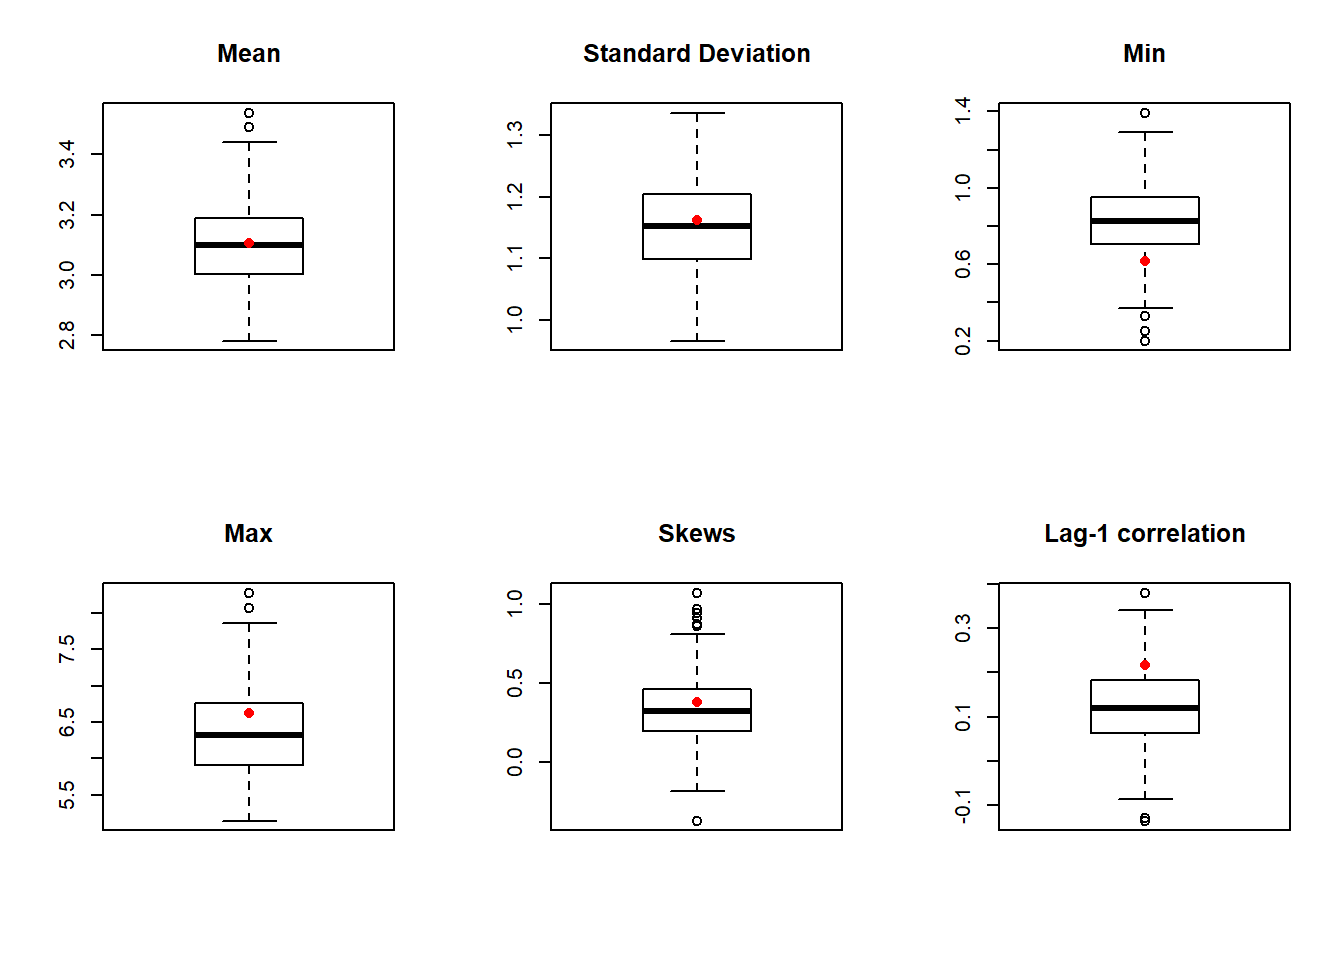 Mean
Standard Deviation
Min
2.8 3.0 3.2 3.4
1.0 1.1 1.2 1.3
0.2 0.6 1.0 1.4
Max
Skews
Lag-1 correlation
5.5 6.5 7.5
0.0 0.5 1.0
-0.1 0.1 0.3